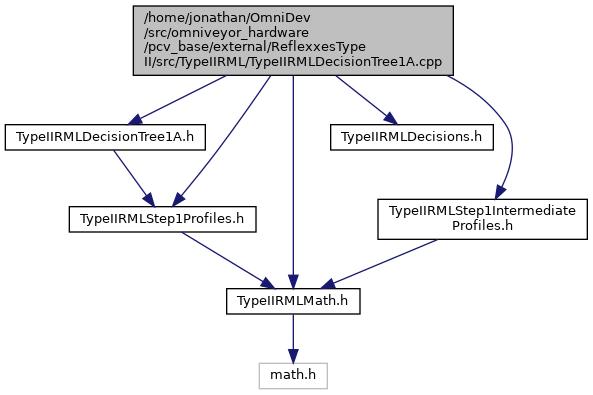 /home/jonathan/OmniDev
/src/omniveyor_hardware
/pcv_base/external/ReflexxesType
II/src/TypeIIRML/TypeIIRMLDecisionTree1A.cpp
TypeIIRMLDecisionTree1A.h
TypeIIRMLDecisions.h
TypeIIRMLStep1Profiles.h
TypeIIRMLStep1Intermediate
Profiles.h
TypeIIRMLMath.h
math.h